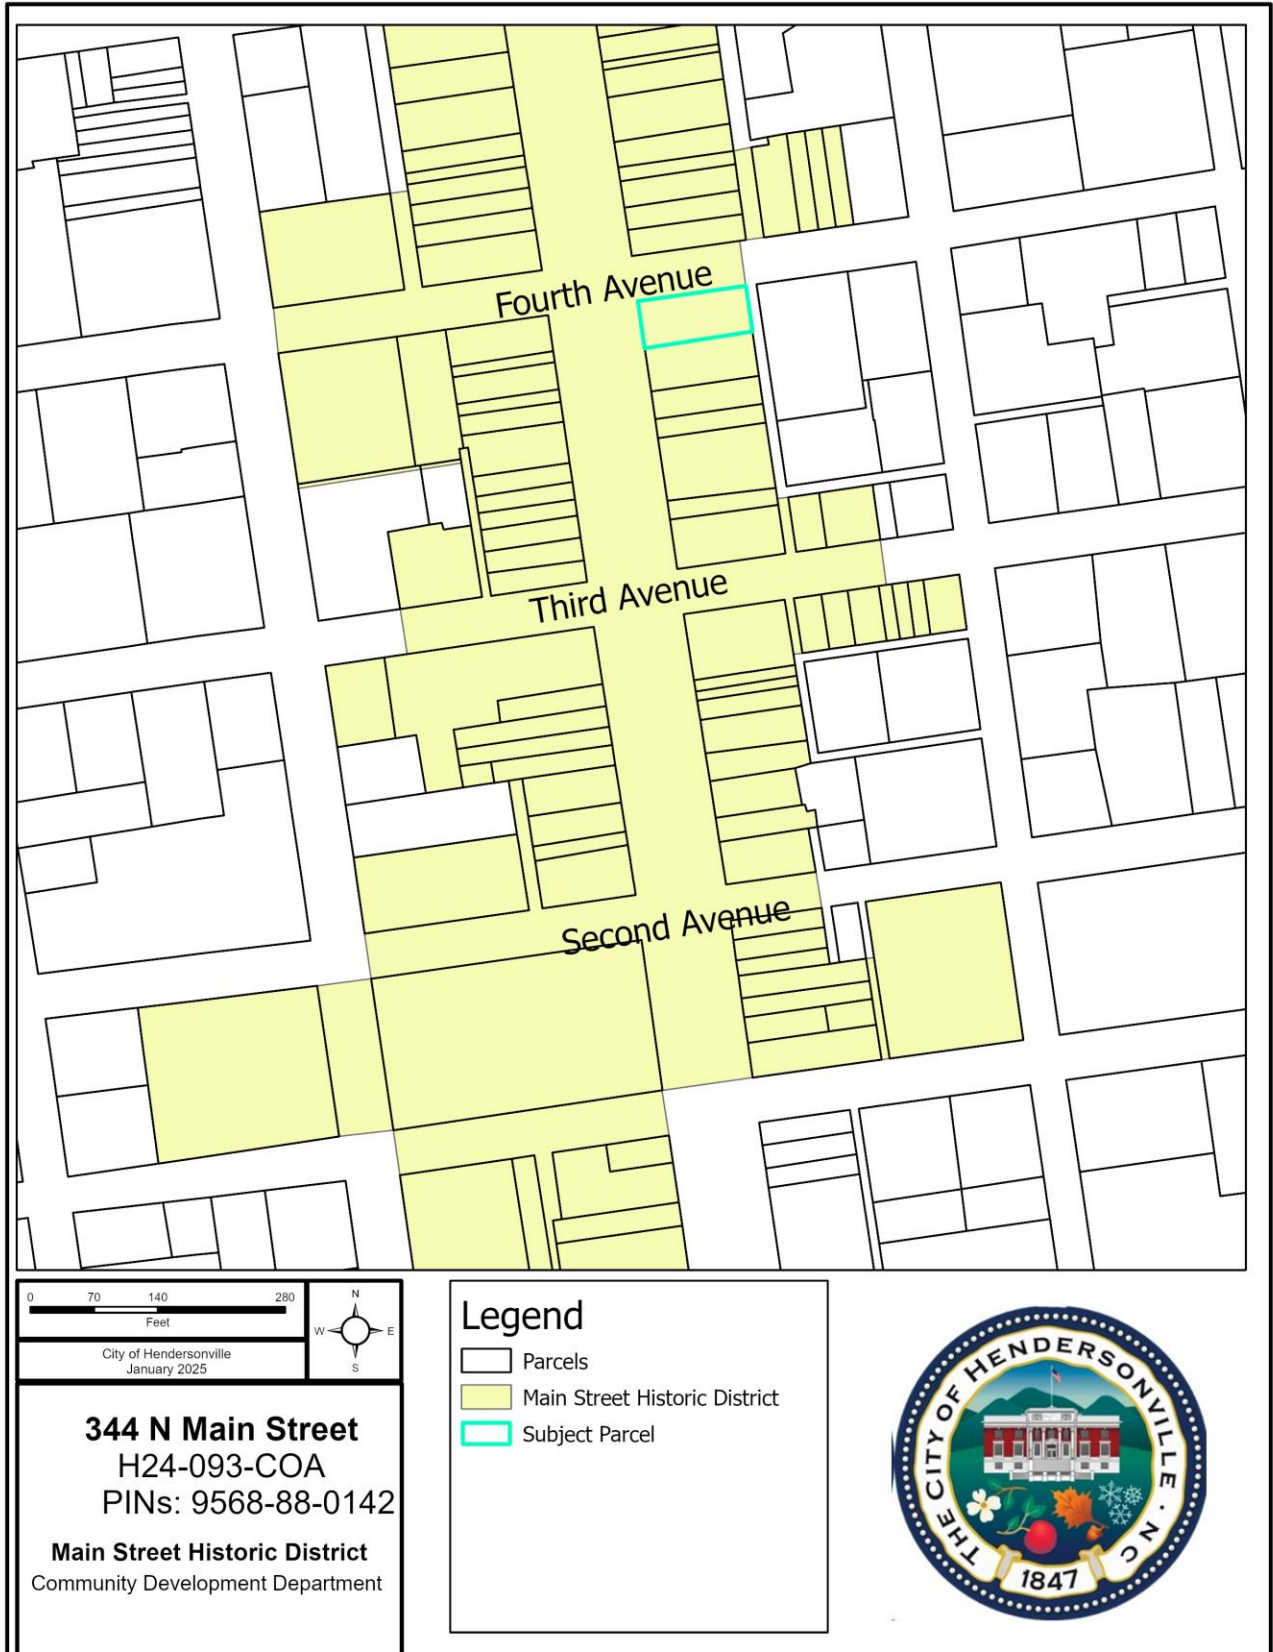 Fourth Avenue
Third Avenue
Second Avenue
0 70 140 280
Feet
City of Hendersonville
January 2025
N
W E
S
344 N Main Street
H24-093-COA
PINs: 9568-88-0142
Main Street Historic District
Community Development Department
Legend
Parcels
Main Street Historic District
Subject Parcel
THE CITY OF HENDERSONVILLE · NC
1847